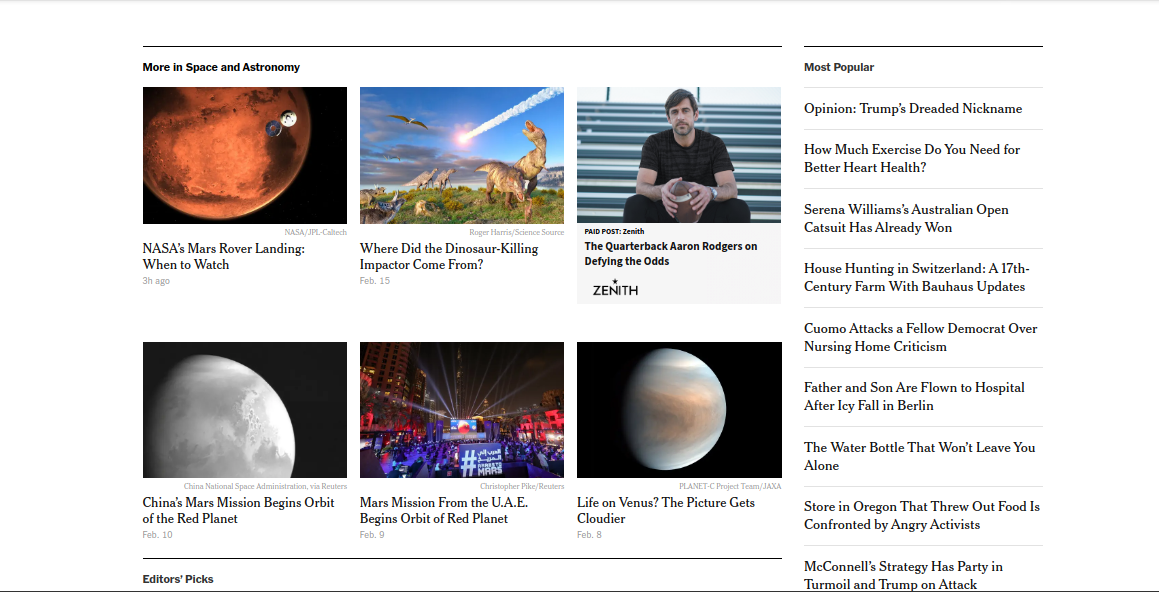 More in Space and Astronomy
NASA/JPL-Caltech
NASA's Mars Rover Landing:
When to Watch
3h ago
Roger Harris/Science Source
Where Did the Dinosaur-Killing
Impactor Come From?
Feb. 15
PAID POST: Zenith
The Quarterback Aaron Rodgers on
Defying the Odds
ZENITH
#
ARABS TO
MARS
China National Space Administration, via Reuters
China's Mars Mission Begins Orbit
of the Red Planet
Feb. 10
Christopher Pike/Reuters
Mars Mission From the U.A.E.
Begins Orbit of Red Planet
Feb. 9
PLANET-C Project Team/JAXA
Life on Venus? The Picture Gets
Cloudier
Feb. 8
Editors' Picks
Most Popular
Opinion: Trump's Dreaded Nickname
How Much Exercise Do You Need for
Better Heart Health?
Serena Williams's Australian Open
Catsuit Has Already Won
House Hunting in Switzerland: A 17th-
Century Farm With Bauhaus Updates
Cuomo Attacks a Fellow Democrat Over
Nursing Home Criticism
Father and Son Are Flown to Hospital
After Icy Fall in Berlin
The Water Bottle That Won't Leave You
Alone
Store in Oregon That Threw Out Food Is
Confronted by Angry Activists
McConnell's Strategy Has Party in
Turmoil and Trump on Attack